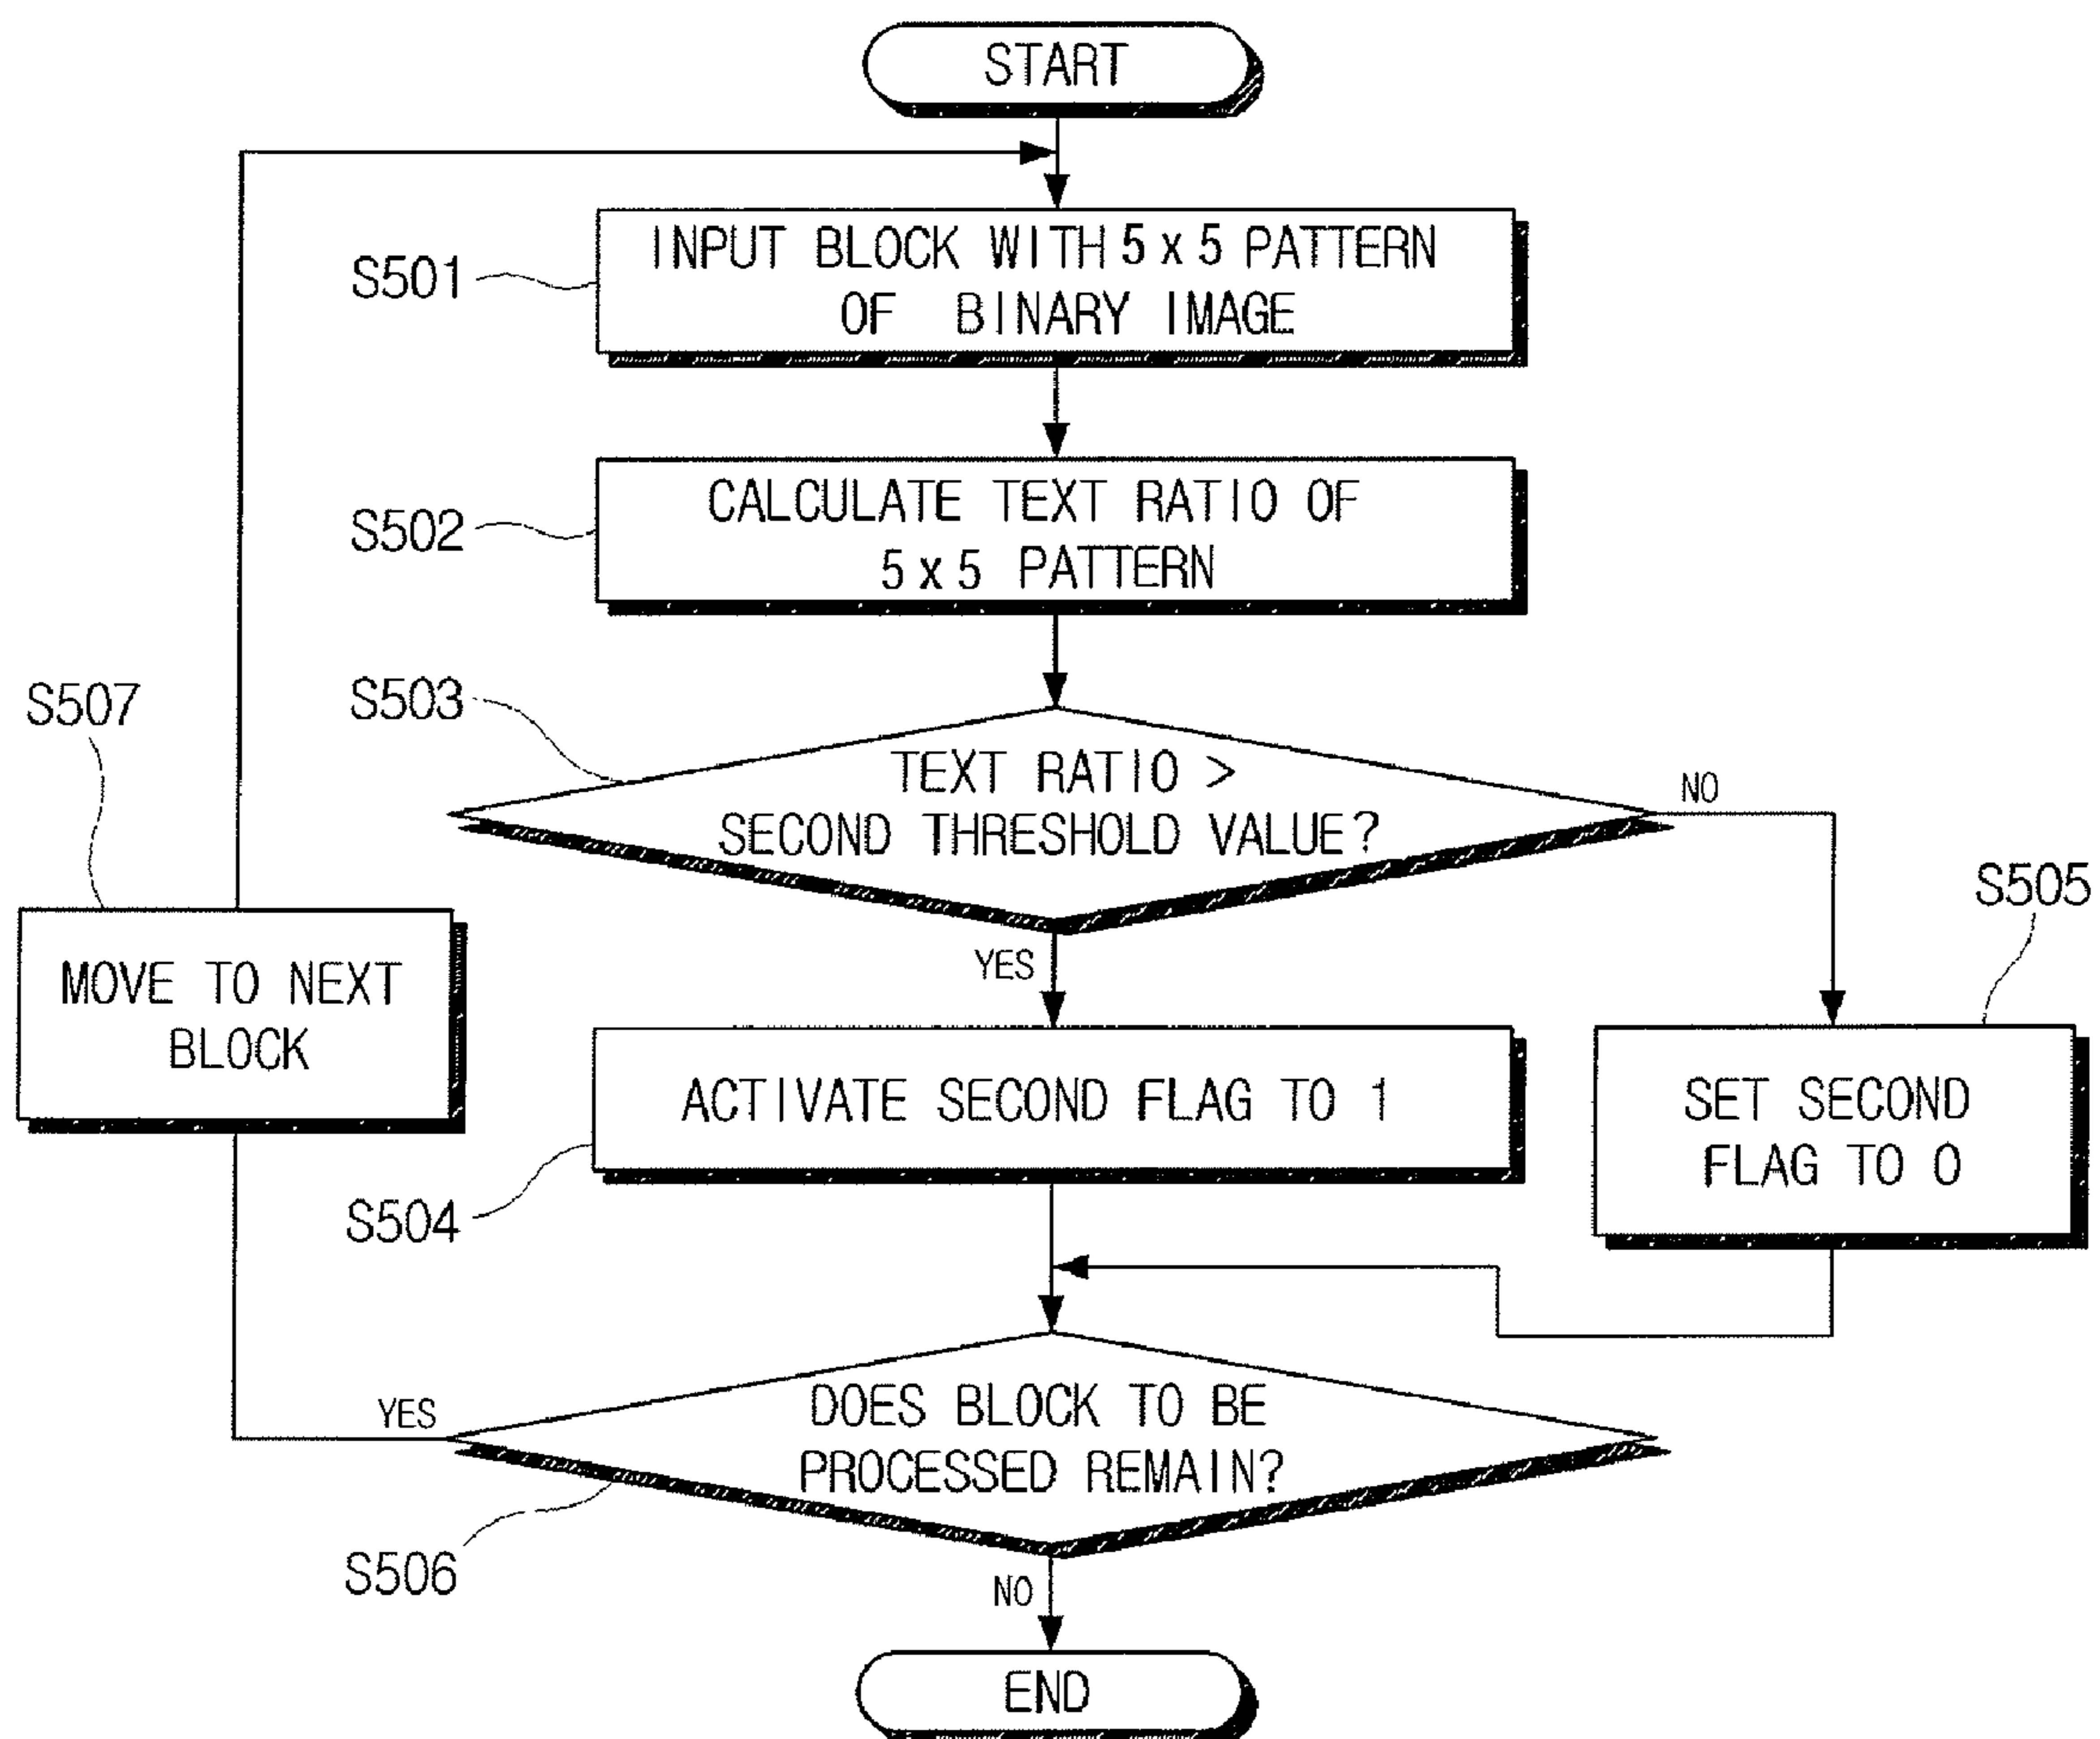 START
S501
INPUT BLOCK WITH 5 x 5 PATTERN
OF BINARY IMAGE
S502
CALCULATE TEXT RATIO OF
5 x 5 PATTERN
S503
TEXT RATIO >
SECOND THRESHOLD VALUE?
NO
YES
S507
MOVE TO NEXT
BLOCK
S504
ACTIVATE SECOND FLAG TO 1
S505
SET SECOND
FLAG TO 0
S506
DOES BLOCK TO BE
PROCESSED REMAIN?
YES
NO
END